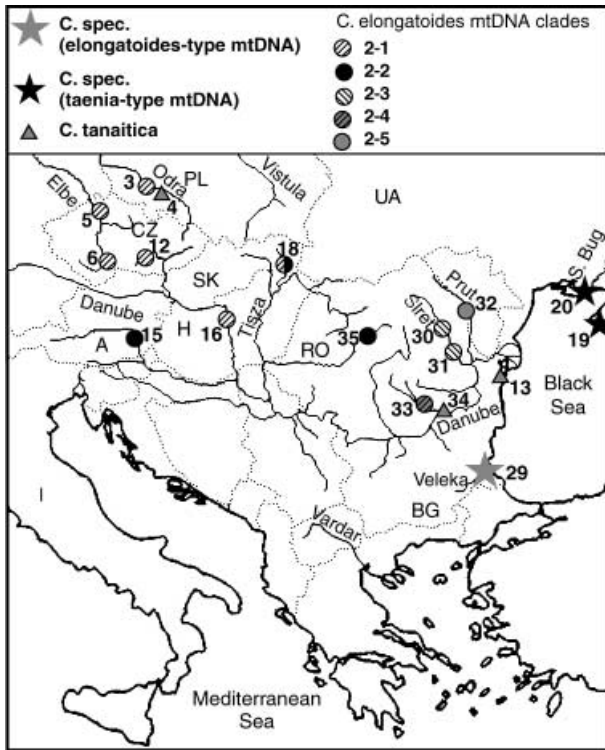 C. spec.
(elongatoides-type mtDNA)
C. spec.
(taenia-type mtDNA)
C. tanaitica
C. elongatoides mtDNA clades
2-1
2-2
2-3
2-4
2-5
Elbe
3
Odra
PL
4
Vistula
UA
5
CZ
12
6
18
S. Bug
SK
Prut
32
20
Danube
Tisza
Siret
19
H
16
A
15
35
RO
30
31
13
Black
Sea
33
34
Danube
Veleka
29
I
BG
Vardar
Mediterranean
Sea